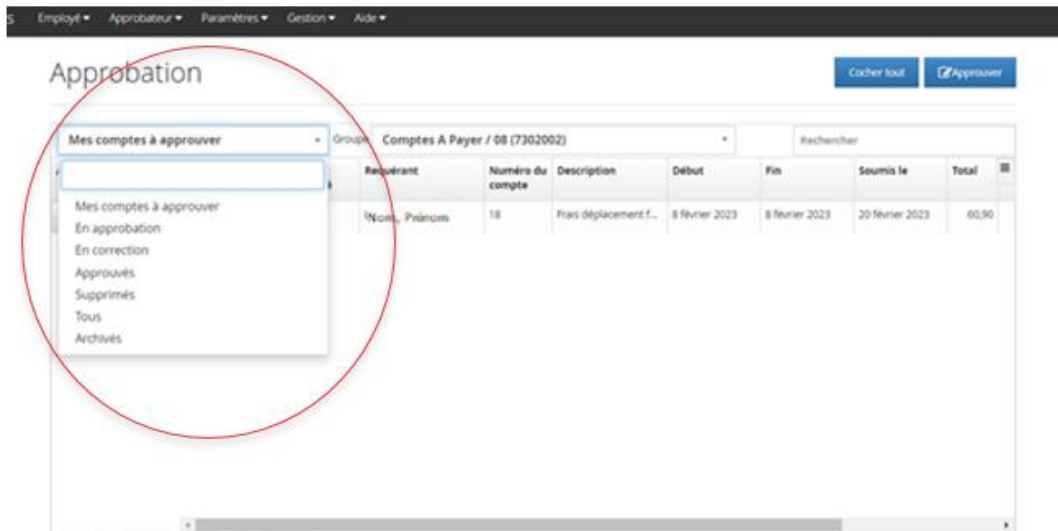 S Employé Approbateur Paramètres Gestion Aide
Approbation
Cocher tout Approuver
Mes comptes à approuver Groupe Comptes A Payer / 08 (7302002) Rechercher
Requérant Numéro du compte Description Début Fin Soumis le Total
Nom, Prénom 18 Frais déplacement f... 8 février 2023 8 février 2023 20 février 2023 60,90
Mes comptes à approuver
En approbation
En correction
Approuvés
Supprimés
Tous
Archivés